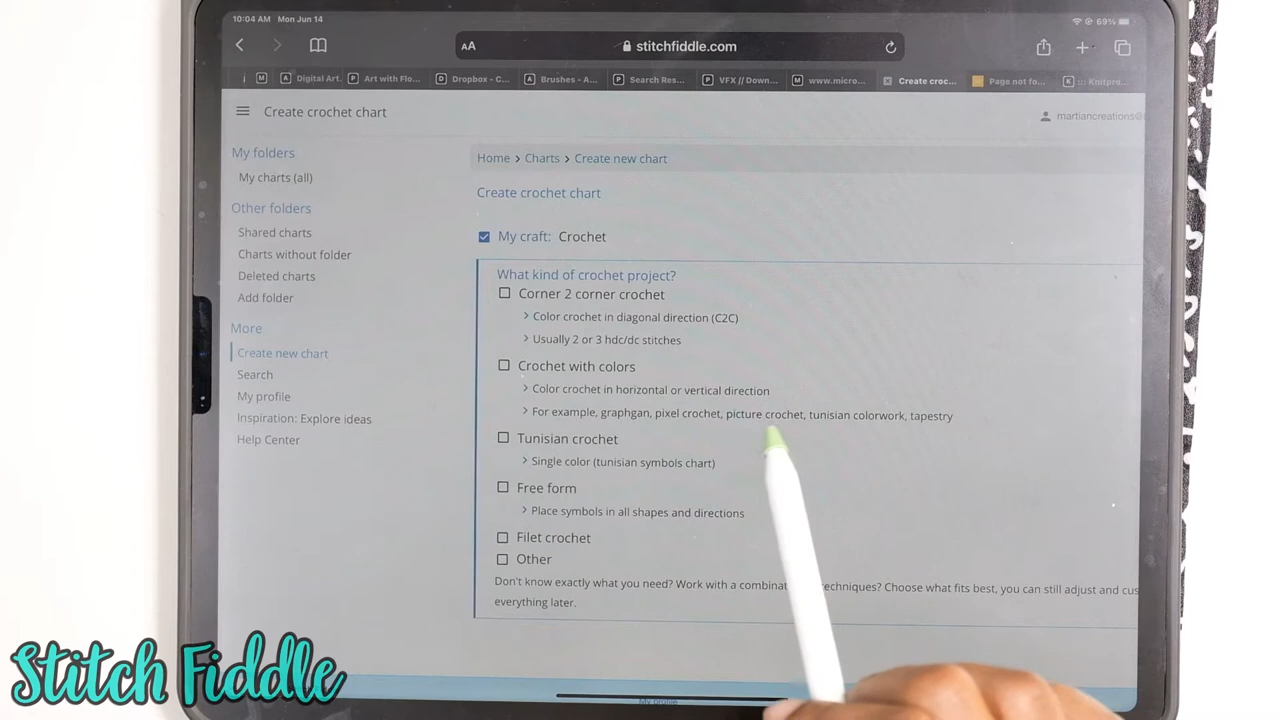 10:04 AM Mon Jun 14
69%
AA
stitchfiddle.com
Digital Art.
Art with Flo...
Dropbox - C...
Brushes - A...
Search Res...
VFX // Down...
www.micro...
Create croc...
Page not fo...
Knitpro...
Create crochet chart
martiancreations@
My folders
My charts (all)
Other folders
Shared charts
Charts without folder
Deleted charts
Add folder
More
Create new chart
Search
My profile
Inspiration: Explore ideas
Help Center
Home > Charts > Create new chart
Create crochet chart
My craft: Crochet
What kind of crochet project?
Corner 2 corner crochet
> Color crochet in diagonal direction (C2C)
> Usually 2 or 3 hdc/dc stitches
Crochet with colors
> Color crochet in horizontal or vertical direction
> For example, graphgan, pixel crochet, picture crochet, tunisian colorwork, tapestry
Tunisian crochet
> Single color (tunisian symbols chart)
Free form
> Place symbols in all shapes and directions
Filet crochet
Other
Don't know exactly what you need? Work with a combinat techniques? Choose what fits best, you can still adjust and cus
everything later.
My profile
Stitch Fiddle